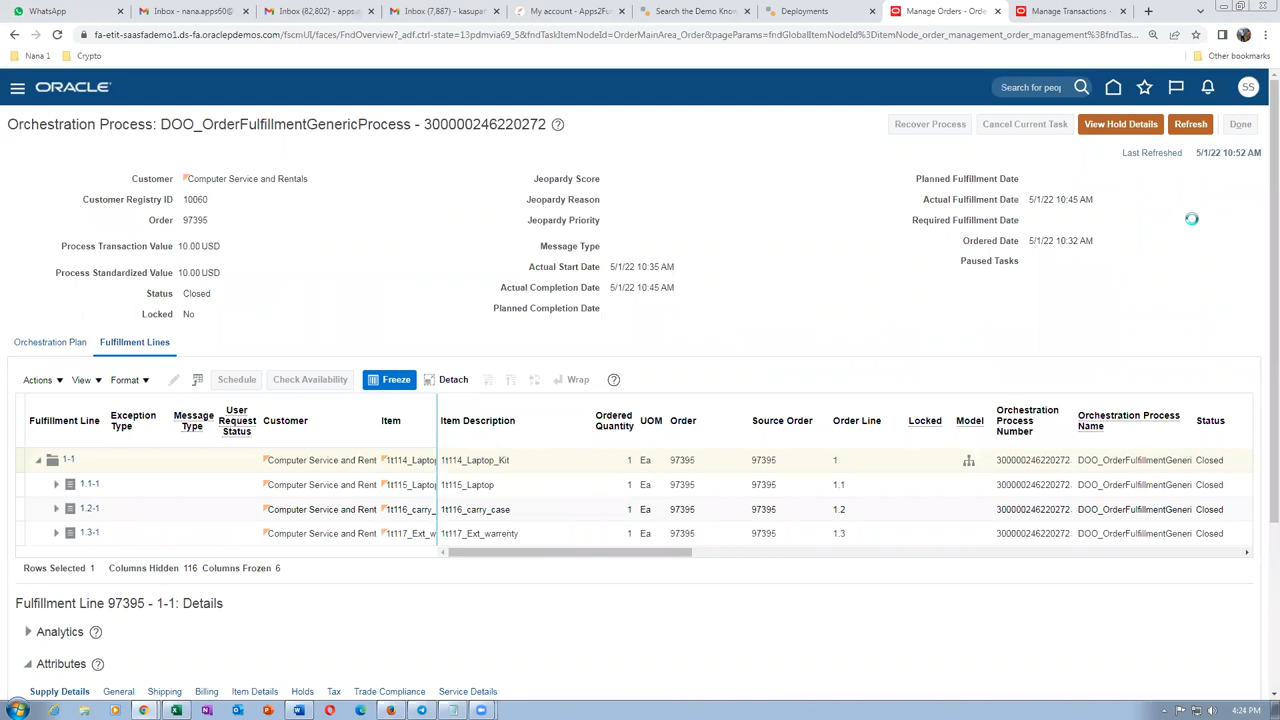 WhatsApp
Inbox - nana.apps60@
Inbox (82,802) - apps
Inbox (7,887) - kasupar
My account - Apps2Fu
Search the Demo Know
Deployments
Manage Orders - Order
Manage Transactions -
fa-etit-saasfademo1.ds-fa.oraclepdemos.com/fscmUI/faces/FndOverview?_adf.ctrl-state=13pdmvia69_5&fndTaskItemNodeId=OrderMainArea_Order&pageParams=fndGlobalItemNodeId%3DitemNode_order_management_order_management%3BfndTas...
Nana 1
Crypto
Other bookmarks
ORACLE
Search for peop
SS
Orchestration Process: DOO_OrderFulfillmentGenericProcess - 300000246220272
Recover Process
Cancel Current Task
View Hold Details
Refresh
Done
Last Refreshed 5/1/22 10:52 AM
Customer Computer Service and Rentals
Customer Registry ID 10060
Order 97395
Process Transaction Value 10.00 USD
Process Standardized Value 10.00 USD
Status Closed
Locked No
Jeopardy Score
Jeopardy Reason
Jeopardy Priority
Message Type
Actual Start Date 5/1/22 10:35 AM
Actual Completion Date 5/1/22 10:45 AM
Planned Completion Date
Planned Fulfillment Date
Actual Fulfillment Date 5/1/22 10:45 AM
Required Fulfillment Date
Ordered Date 5/1/22 10:32 AM
Paused Tasks
Orchestration Plan Fulfillment Lines
Actions View Format Schedule Check Availability Freeze Detach Wrap
Fulfillment Line Exception Type Message Type User Request Status Customer Item Item Description Ordered Quantity UOM Order Source Order Order Line Locked Model Orchestration Process Number Orchestration Process Name Status
1-1 Computer Service and Rent 1t114_Laptop 1t114_Laptop_Kit 1 Ea 97395 97395 1 300000246220272 DOO_OrderFulfillmentGeneri Closed
1.1-1 Computer Service and Rent 1t115_Laptop 1t115_Laptop 1 Ea 97395 97395 1.1 300000246220272 DOO_OrderFulfillmentGeneri Closed
1.2-1 Computer Service and Rent 1t116_carry_ 1t116_carry_case 1 Ea 97395 97395 1.2 300000246220272 DOO_OrderFulfillmentGeneri Closed
1.3-1 Computer Service and Rent 1t117_Ext_w 1t117_Ext_warrenty 1 Ea 97395 97395 1.3 300000246220272 DOO_OrderFulfillmentGeneri Closed
Rows Selected 1 Columns Hidden 116 Columns Frozen 6
Fulfillment Line 97395 - 1-1: Details
Analytics
Attributes
Supply Details General Shipping Billing Item Details Holds Tax Trade Compliance Service Details
4:24 PM